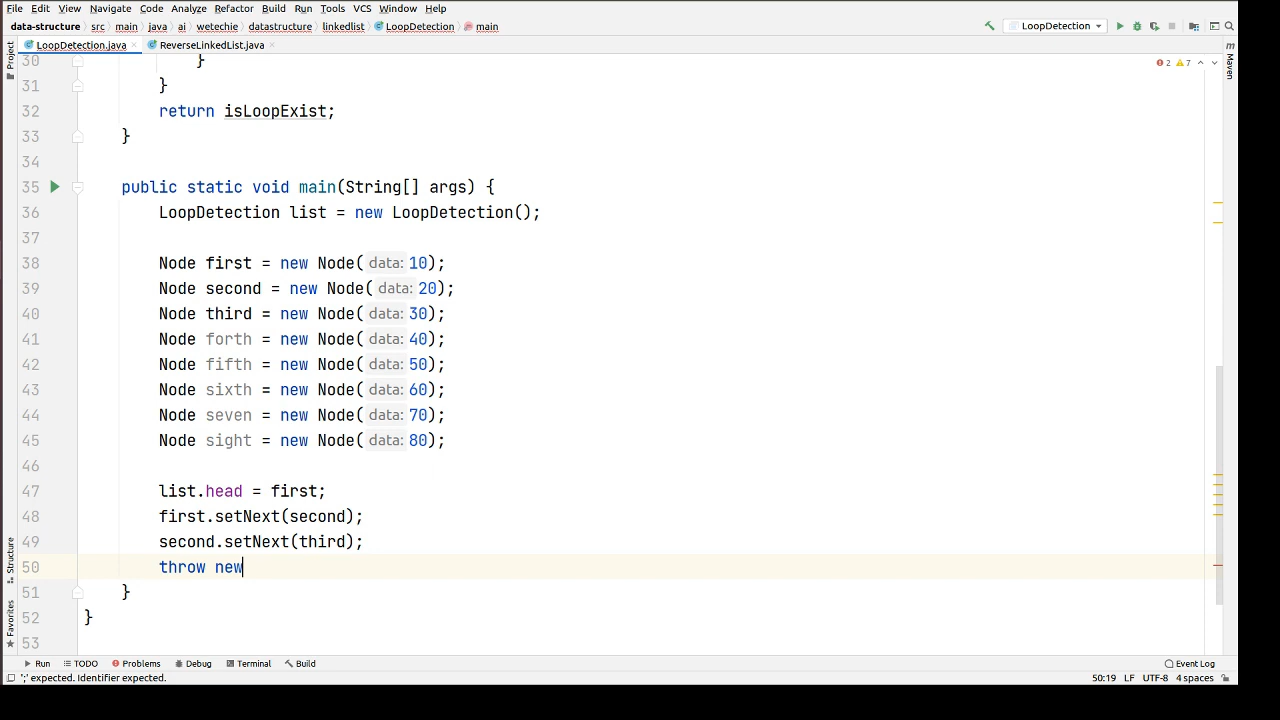 File Edit View Navigate Code Analyze Refactor Build Run Tools VCS Window Help
data-structure src main java ai wetechie datastructure linkedlist LoopDetection main LoopDetection
LoopDetection.java ReverseLinkedList.java
Project
Maven
2 7
30 }
31 }
32 return isLoopExist;
33 }
34
35 public static void main(String[] args) {
36 LoopDetection list = new LoopDetection();
37
38 Node first = new Node( data: 10);
39 Node second = new Node( data: 20);
40 Node third = new Node( data: 30);
41 Node forth = new Node( data: 40);
42 Node fifth = new Node( data: 50);
43 Node sixth = new Node( data: 60);
44 Node seven = new Node( data: 70);
45 Node sight = new Node( data: 80);
46
47 list.head = first;
48 first.setNext(second);
49 second.setNext(third);
50 throw new
51 }
52 }
53
Structure
Favorites
Run TODO Problems Debug Terminal Build Event Log
';' expected. Identifier expected. 50:19 LF UTF-8 4 spaces